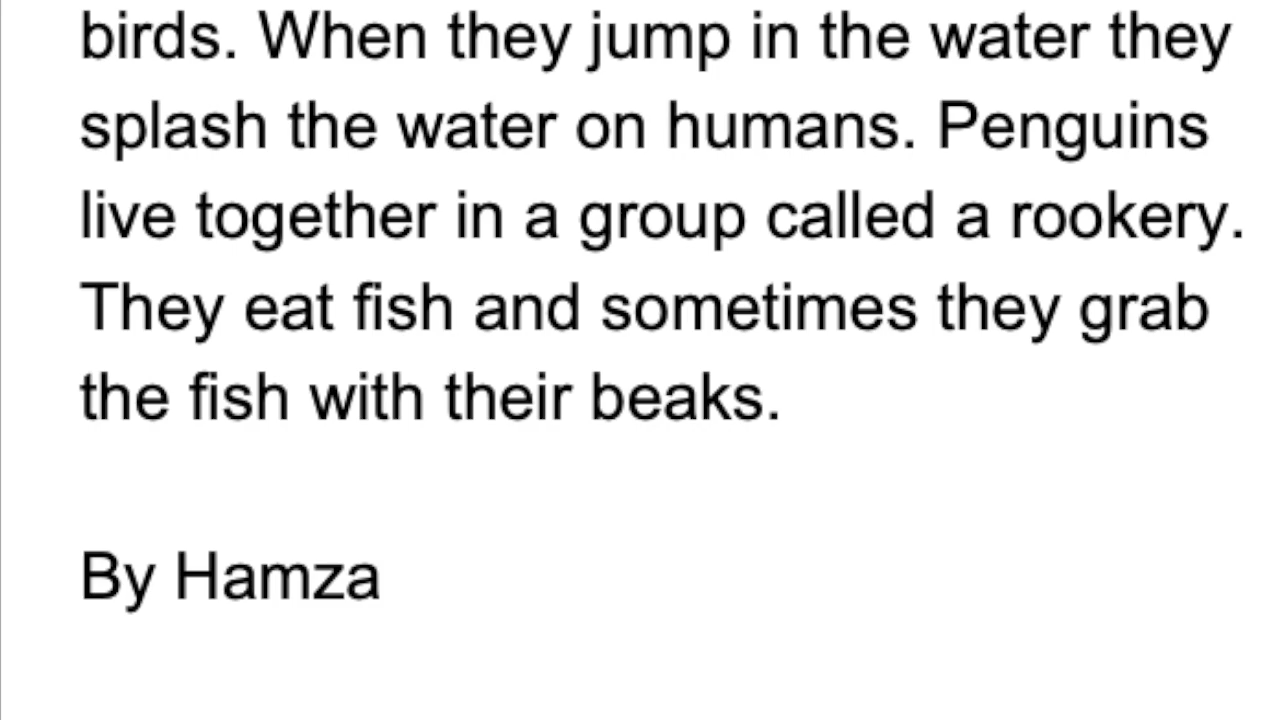 birds. When they jump in the water they
splash the water on humans. Penguins
live together in a group called a rookery.
They eat fish and sometimes they grab
the fish with their beaks.
By Hamza